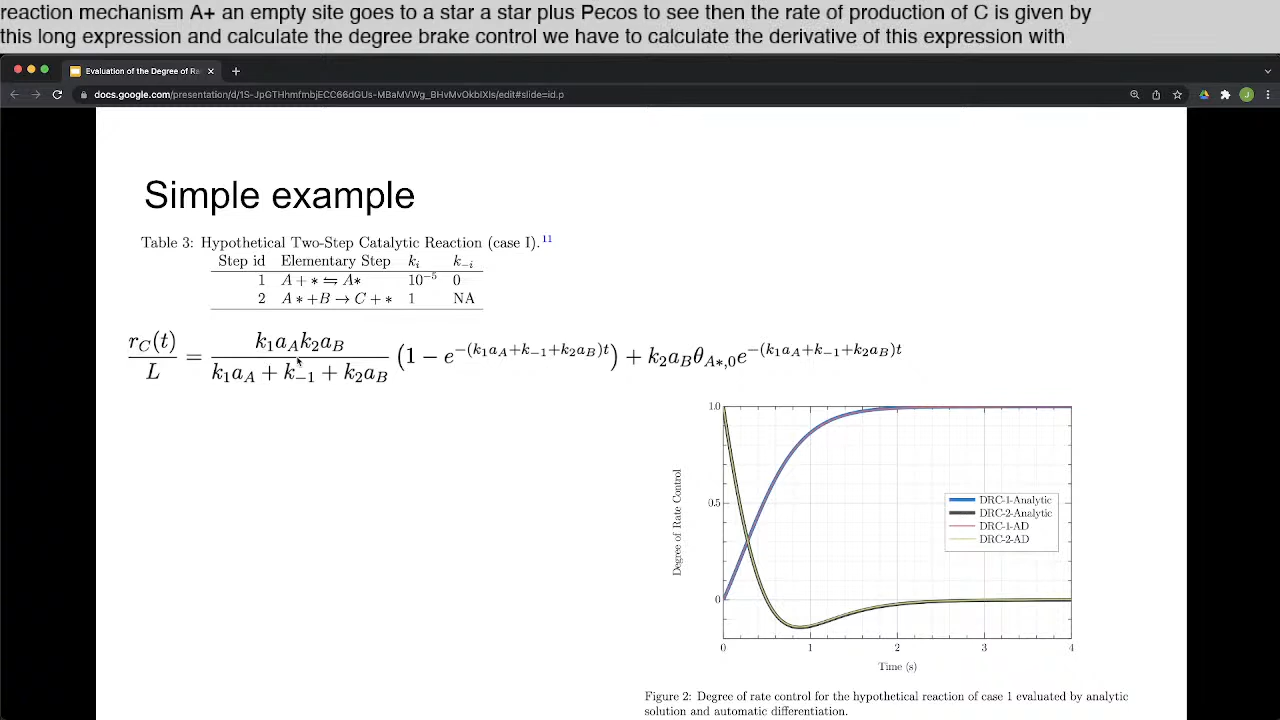 reaction mechanism A+ an empty site goes to a star a star plus Pecos to see then the rate of production of C is given by
this long expression and calculate the degree brake control we have to calculate the derivative of this expression with
Evaluation of the Degree of Ra
docs.google.com/presentation/d/1S-JpGTHhmfmbjECC66dGUs-MBaMVWg_BHvMvOkbIXIs/edit#slide=id.p
Simple example
Table 3: Hypothetical Two-Step Catalytic Reaction (case I).¹¹
Step id Elementary Step k_i k_{-i}
1 A + * ⇋ A* 10⁻⁵ 0
2 A * +B → C + * 1 NA
r_C(t)/L = k_1a_Ak_2a_B/(k_1a_A + k_{-1} + k_2a_B) (1 − e^{−(k_1a_A+k_{-1}+k_2a_B)t}) + k_2a_Bθ_{A*,0}e^{−(k_1a_A+k_{-1}+k_2a_B)t}
1.0
0.5
0
Degree of Rate Control
DRC-1-Analytic
DRC-2-Analytic
DRC-1-AD
DRC-2-AD
0 1 2 3 4
Time (s)
Figure 2: Degree of rate control for the hypothetical reaction of case 1 evaluated by analytic
solution and automatic differentiation.